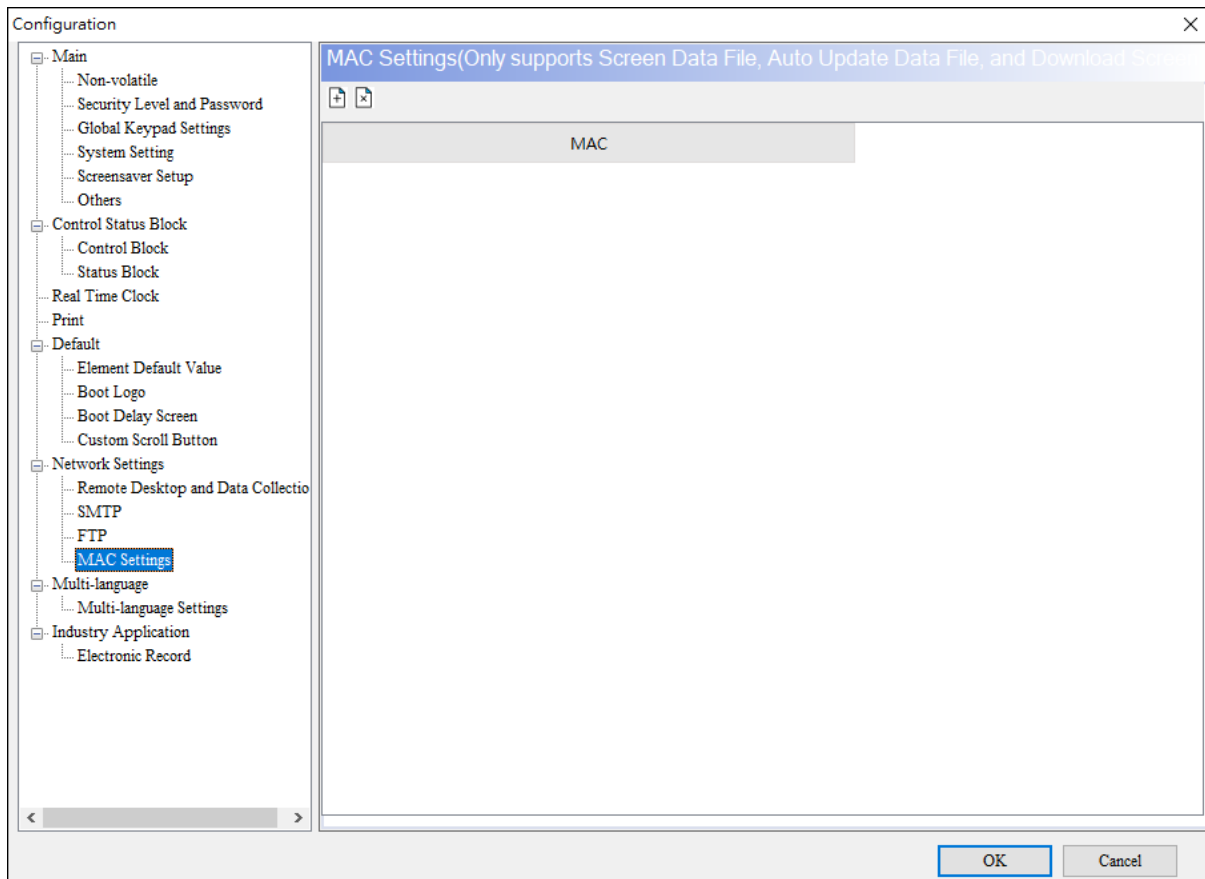 Configuration
Main
Non-volatile
Security Level and Password
Global Keypad Settings
System Setting
Screensaver Setup
Others
Control Status Block
Control Block
Status Block
Real Time Clock
Print
Default
Element Default Value
Boot Logo
Boot Delay Screen
Custom Scroll Button
Network Settings
Remote Desktop and Data Collectio
SMTP
FTP
MAC Settings
Multi-language
Multi-language Settings
Industry Application
Electronic Record
MAC Settings(Only supports Screen Data File, Auto Update Data File, and Download
MAC
OK
Cancel